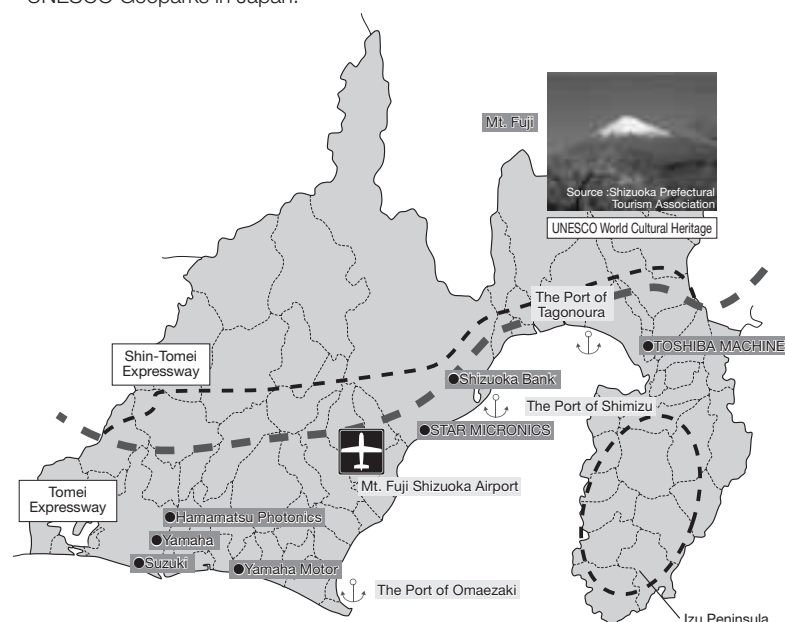 UNESCO Geoparks in Japan.
Mt. Fuji
Source :Shizuoka Prefectural
Tourism Association
UNESCO World Cultural Heritage
The Port of
Tagonoura
Shin-Tomei
Expressway
TOSHIBA MACHINE
Shizuoka Bank
The Port of Shimizu
STAR MICRONICS
Mt. Fuji Shizuoka Airport
Tomei
Expressway
Hamamatsu Photonics
Yamaha
Suzuki
Yamaha Motor
The Port of Omaezaki
Izu Peninsula